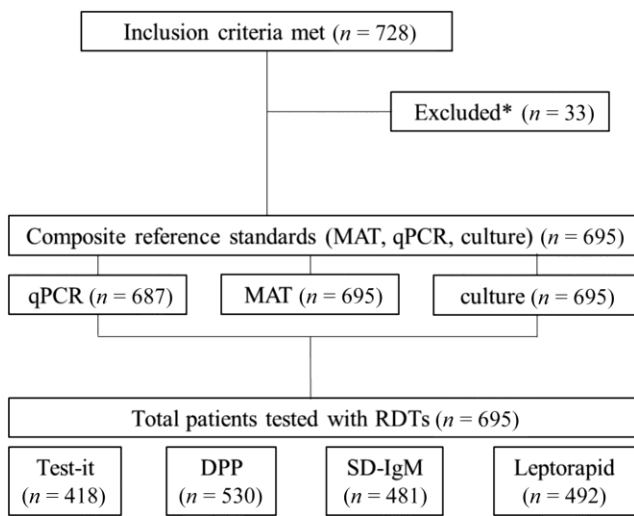 Inclusion criteria met (n = 728)
Excluded* (n = 33)
Composite reference standards (MAT, qPCR, culture) (n = 695)
qPCR (n = 687)
MAT (n = 695)
culture (n = 695)
Total patients tested with RDTs (n = 695)
Test-it
(n = 418)
DPP
(n = 530)
SD-IgM
(n = 481)
Leptorapid
(n = 492)